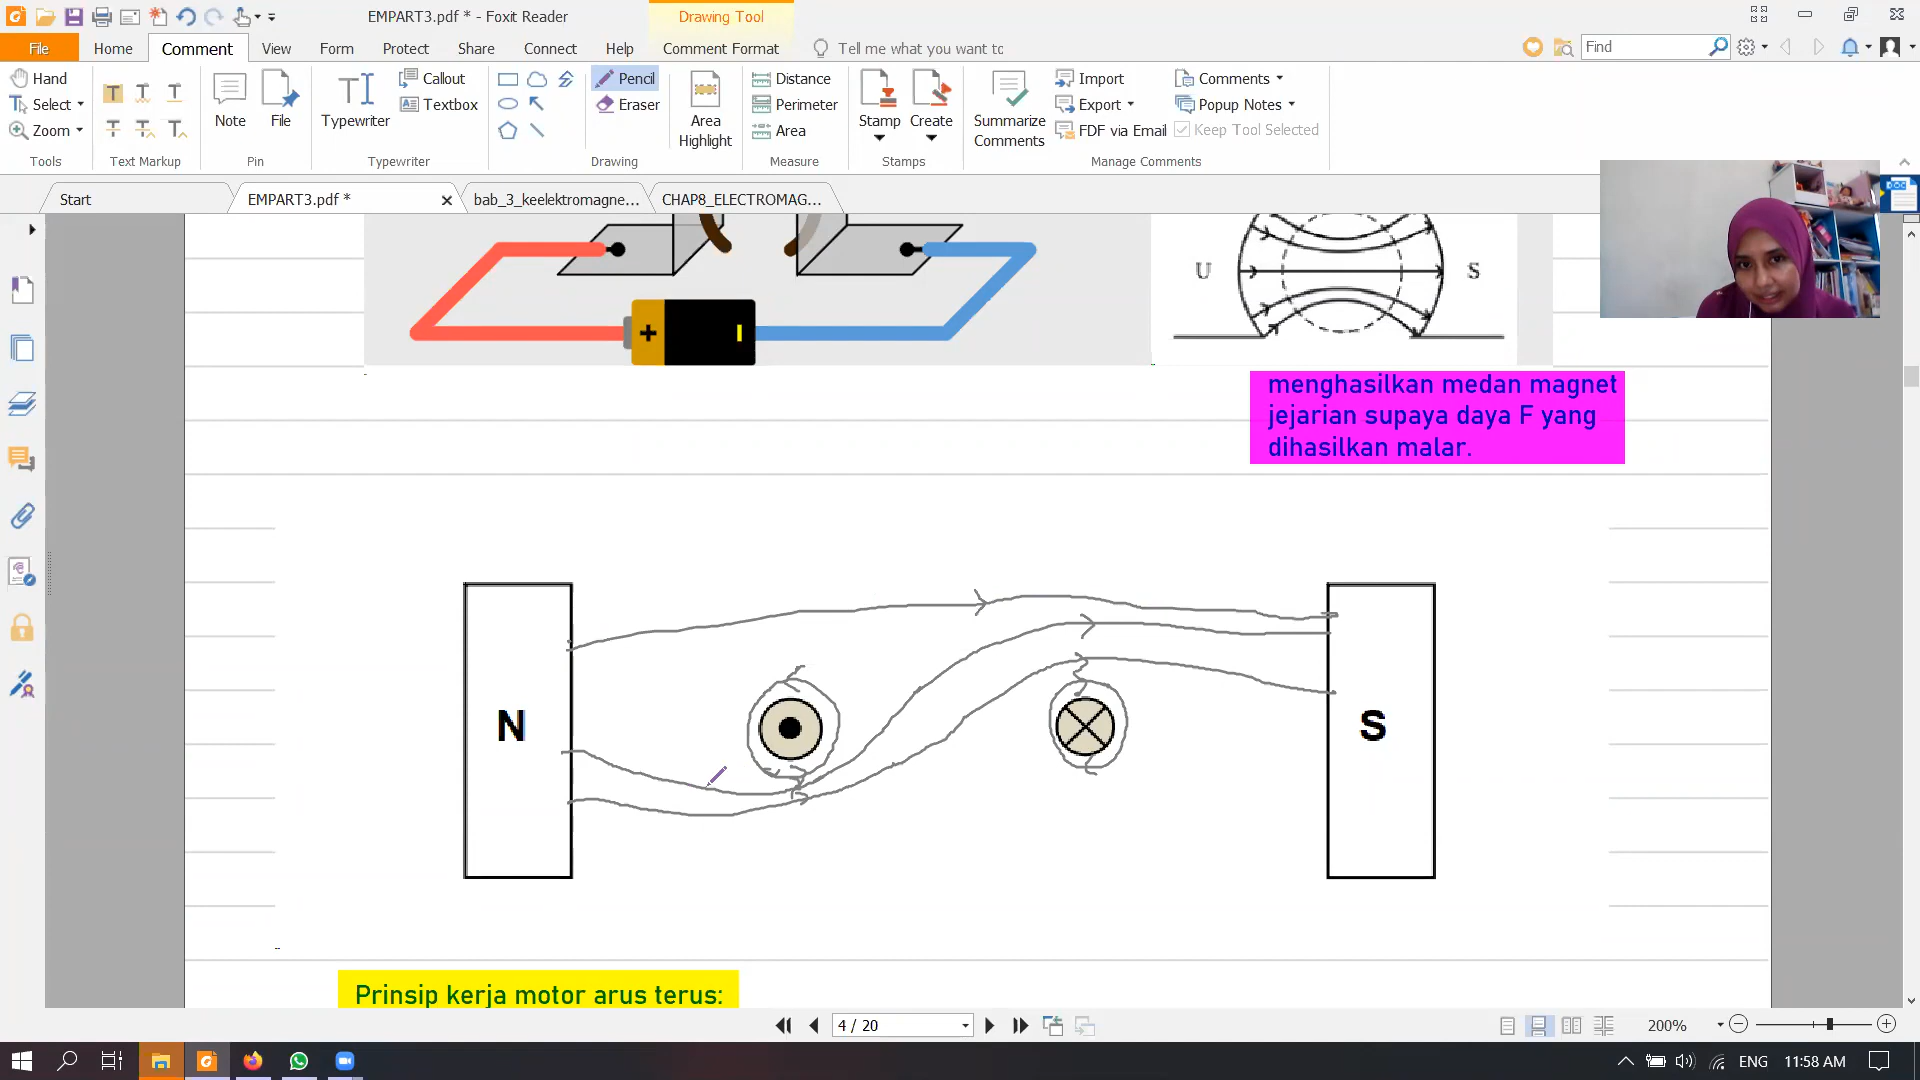 EMPART3.pdf * - Foxit Reader
Drawing Tool
File
Home
Comment
View
Form
Protect
Share
Connect
Help
Comment Format
Tell me what you want to
Find
Hand
Select
Zoom
Tools
Text Markup
Note
File
Pin
Typewriter
Callout
Textbox
Typewriter
Pencil
Eraser
Area
Highlight
Drawing
Distance
Perimeter
Area
Measure
Stamp
Create
Stamps
Summarize
Comments
Import
Export
FDF via Email
Comments
Popup Notes
Keep Tool Selected
Manage Comments
Start
EMPART3.pdf *
bab_3_keelektromagne...
CHAP8_ELECTROMAG...
DOC
+
U
S
menghasilkan medan magnet
jejarian supaya daya F yang
dihasilkan malar.
N
S
Prinsip kerja motor arus terus:
4 / 20
200%
ENG
11:58 AM